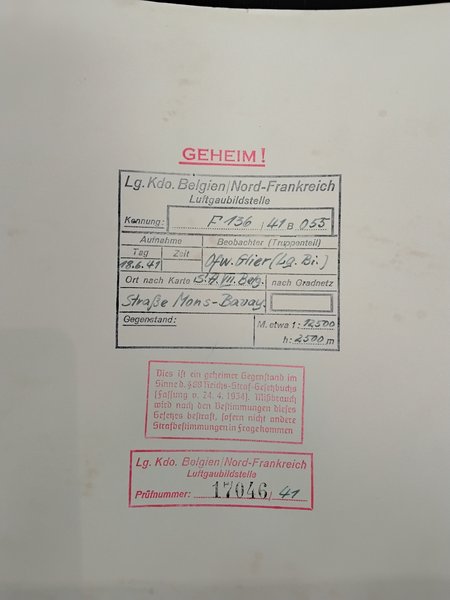 GEHEIM!
Lg. Kdo. Belgien/Nord-Frankreich
Luftgaubildstelle
Kennung: F 136 / 41 B 055
Aufnahme Beobachter (Truppenteil)
Tag Zeit
18.6.41 Ofw. Flier (Lg. Bi.)
Ort nach Karte Bl. VII. Belg. nach Gradnetz
Straße Mons-Bavay
Gegenstand: M. etwa 1: 12500
h: 2500 m
Dies ist ein geheimer Gegenstand im
Sinne d. §88 Reichs-Straf-Gesetzbuchs
(Fassung v. 24. 4. 1934). Mißbrauch
wird nach den Bestimmungen dieses
Gesetzes bestraft, sofern nicht andere
Strafbestimmungen in Frage kommen
Lg. Kdo. Belgien/Nord-Frankreich
Luftgaubildstelle
Prüfnummer: 17046/41